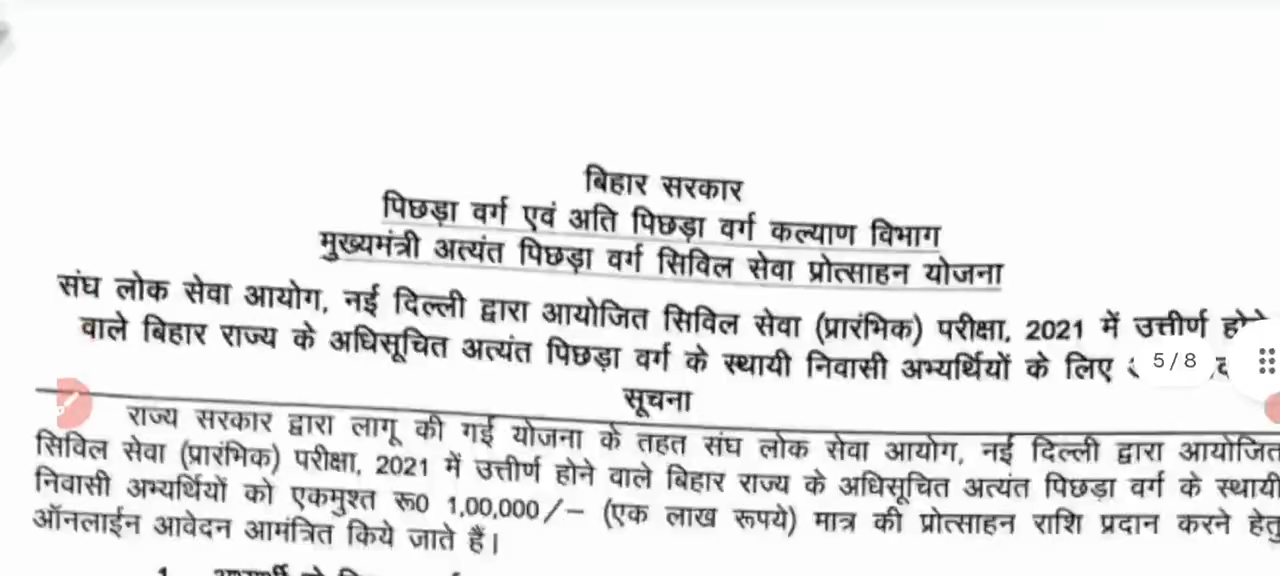 बिहार सरकार
पिछड़ा वर्ग एवं अति पिछड़ा वर्ग कल्याण विभाग
मुख्यमंत्री अत्यंत पिछड़ा वर्ग सिविल सेवा प्रोत्साहन योजना
संघ लोक सेवा आयोग, नई दिल्ली द्वारा आयोजित सिविल सेवा (प्रारंभिक) परीक्षा, 2021 में उत्तीर्ण होने
वाले बिहार राज्य के अधिसूचित अत्यंत पिछड़ा वर्ग के स्थायी निवासी अभ्यर्थियों के लिए
5/8
सूचना
राज्य सरकार द्वारा लागू की गई योजना के तहत संघ लोक सेवा आयोग, नई दिल्ली द्वारा आयोजित
सिविल सेवा (प्रारंभिक) परीक्षा, 2021 में उत्तीर्ण होने वाले बिहार राज्य के अधिसूचित अत्यंत पिछड़ा वर्ग के स्थायी
निवासी अभ्यर्थियों को एकमुश्त रू0 1,00,000/– (एक लाख रूपये) मात्र की प्रोत्साहन राशि प्रदान करने हेतु
ऑनलाईन आवेदन आमंत्रित किये जाते हैं।